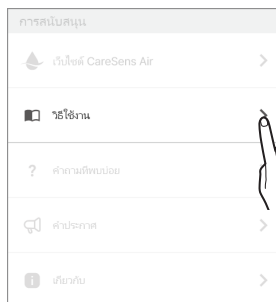 การสนับสนุน
เว็บไซต์ CareSens Air
วิธีใช้งาน
คำถามที่พบบ่อย
คำประกาศ
เกี่ยวกับ